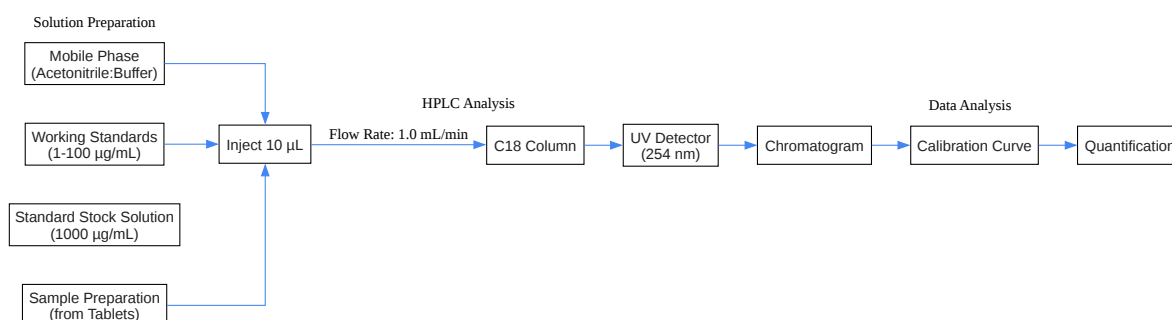 Solution Preparation
Mobile Phase
(Acetonitrile:Buffer)
Working Standards
(1-100 µg/mL)
Standard Stock Solution
(1000 µg/mL)
Sample Preparation
(from Tablets)
Inject 10 µL
HPLC Analysis
Flow Rate: 1.0 mL/min
C18 Column
UV Detector
(254 nm)
Chromatogram
Data Analysis
Calibration Curve
Quantification